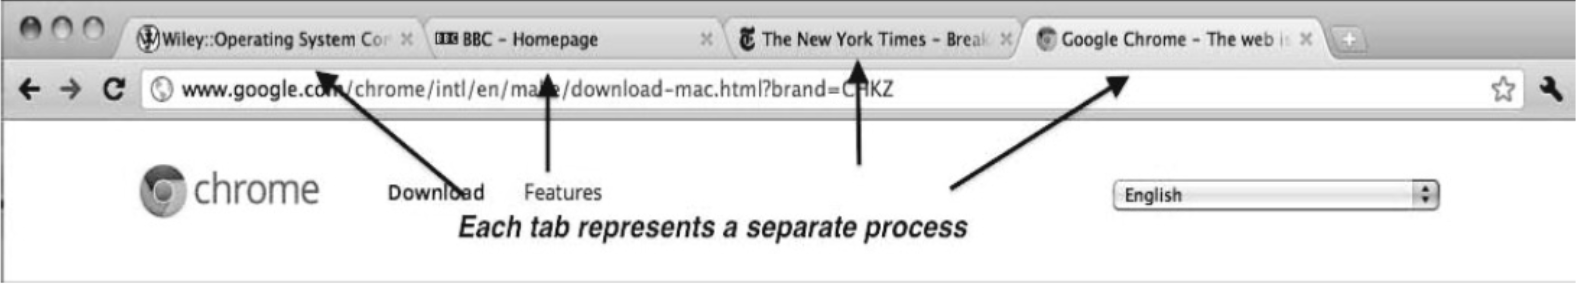 Wiley::Operating System Con
BBC BBC - Homepage
The New York Times - Break
Google Chrome - The web is
www.google.com/chrome/intl/en/make/download-mac.html?brand=CHKZ
chrome
Download
Features
English
Each tab represents a separate process